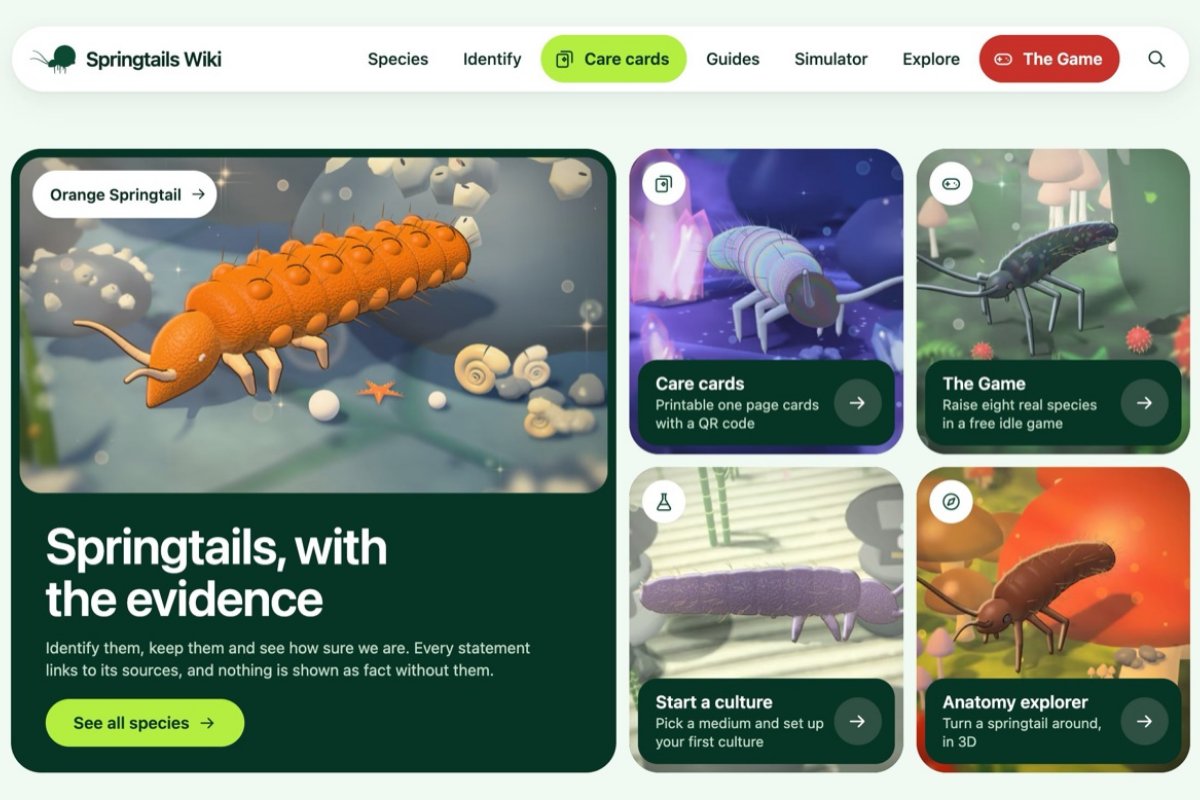 Springtails Wiki
Species
Identify
Care cards
Guides
Simulator
Explore
The Game
Orange Springtail →
Springtails, with
the evidence
Identify them, keep them and see how sure we are. Every statement
links to its sources, and nothing is shown as fact without them.
See all species →
Care cards
Printable one page cards
with a QR code
→
The Game
Raise eight real species
in a free idle game
→
Start a culture
Pick a medium and set up
your first culture
→
Anatomy explorer
Turn a springtail around,
in 3D
→